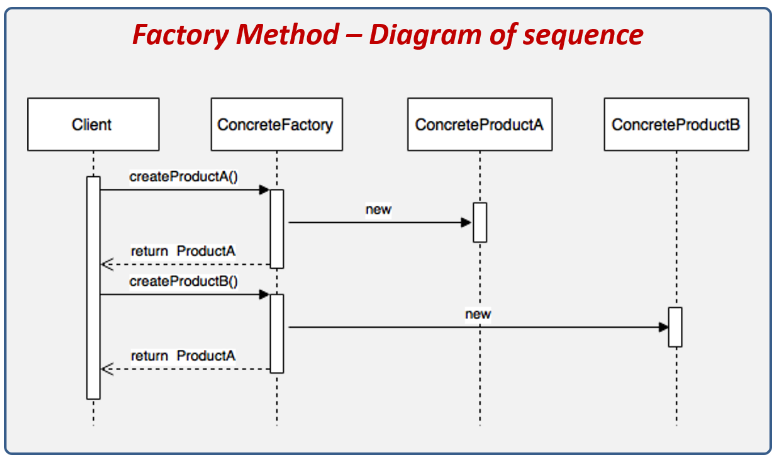 Factory Method – Diagram of sequence
Client
ConcreteFactory
ConcreteProductA
ConcreteProductB
createProductA()
new
return ProductA
createProductB()
new
return ProductA